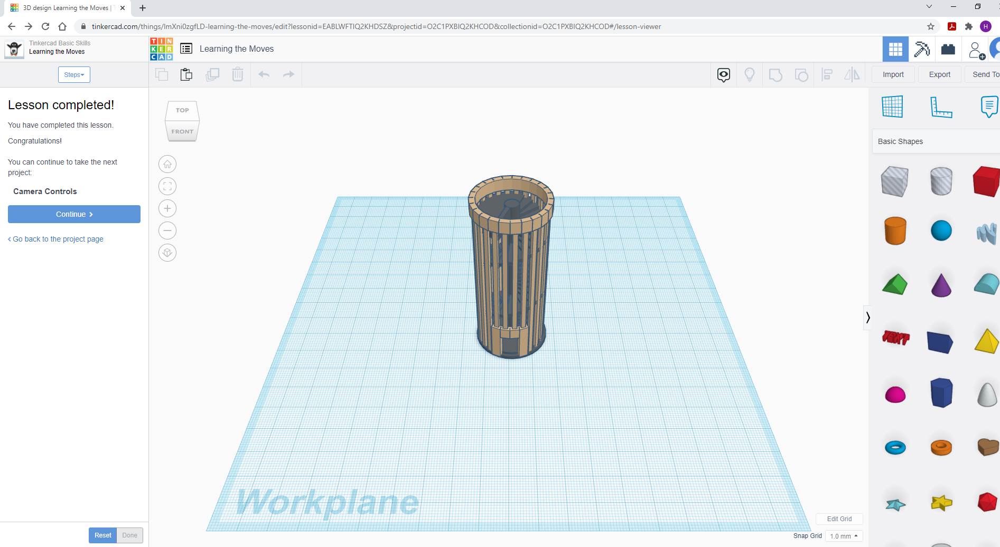 3D design Learning the Moves |
tinkercad.com/things/lmXni0zgfLD-learning-the-moves/edit?lessonid=EABLWFTIQ2KHDSZ&projectid=O2C1PXBIQ2KHCOD&collectionid=O2C1PXBIQ2KHCOD#/lesson-viewer
H
Tinkercad Basic Skills
Learning the Moves
TIN
KER
CAD
Learning the Moves
Steps
Import
Export
Send To
Lesson completed!
You have completed this lesson.
Congratulations!
You can continue to take the next
project:
Camera Controls
Continue
Go back to the project page
TOP
FRONT
Basic Shapes
TEXT
Workplane
Edit Grid
Snap Grid
1.0 mm
Reset
Done